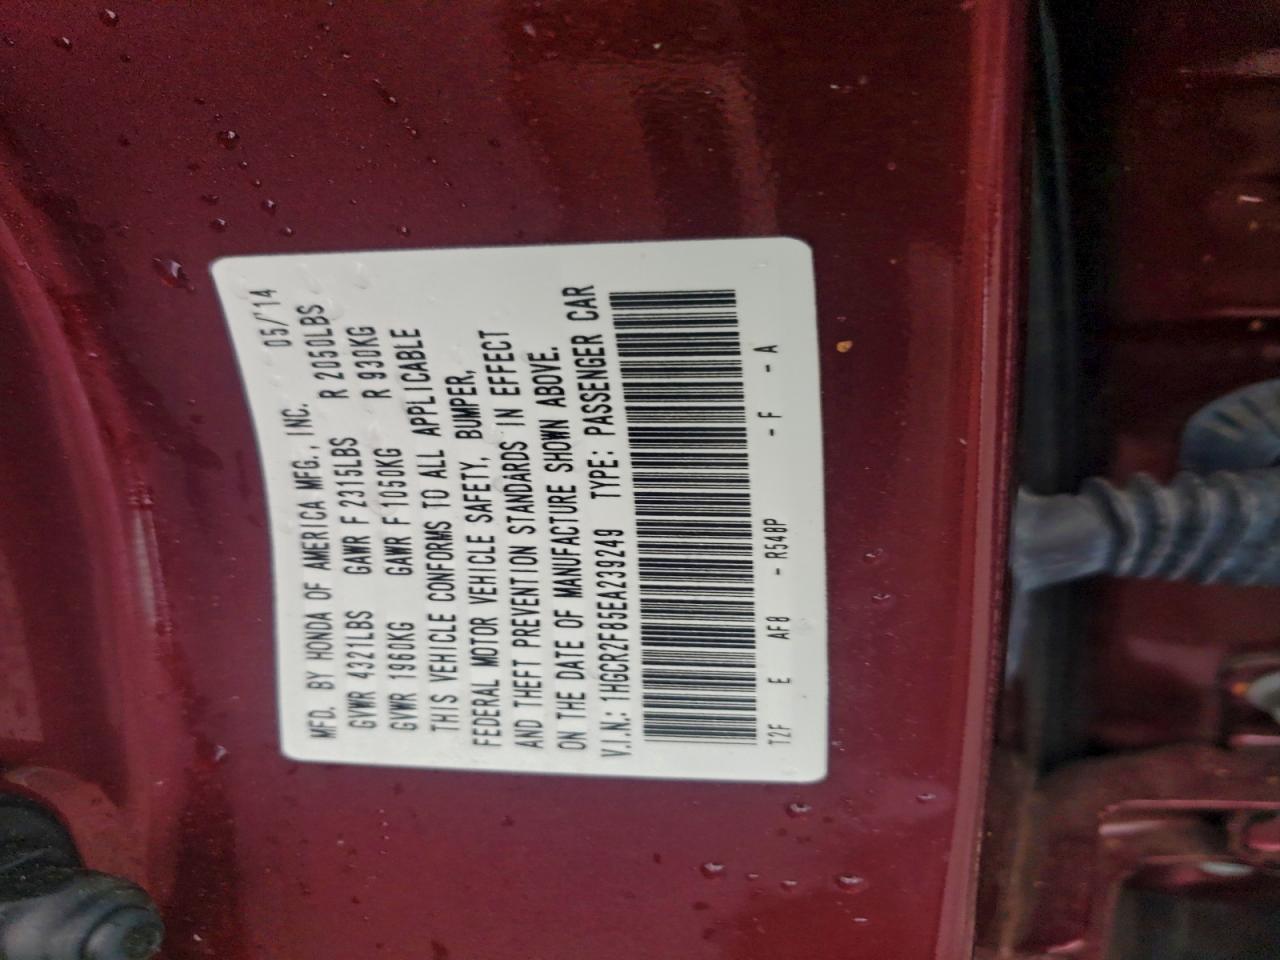 MFD. BY HONDA OF AMERICA MFG., INC. 05/14
GVWR 4321LBS GAWR F 2315LBS R 2050LBS
GVWR 1960KG GAWR F 1050KG R 930KG
THIS VEHICLE CONFORMS TO ALL APPLICABLE
FEDERAL MOTOR VEHICLE SAFETY, BUMPER,
AND THEFT PREVENTION STANDARDS IN EFFECT
ON THE DATE OF MANUFACTURE SHOWN ABOVE.
V.I.N.: 1HGCR2F85EA239249 TYPE: PASSENGER CAR
T2F E AF8 - R548P - F - A